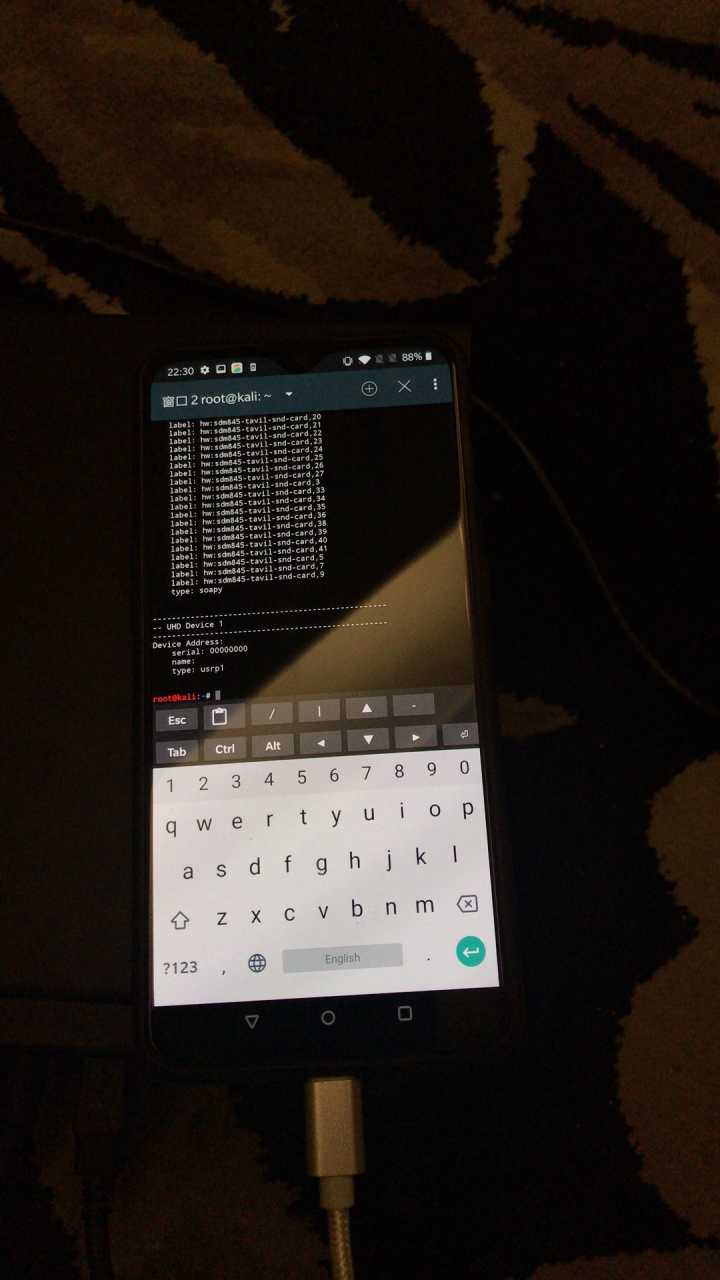 22:30 88%
窗口 2 root@kali: ~
label: hw:sdm845-tavil-snd-card,20
label: hw:sdm845-tavil-snd-card,21
label: hw:sdm845-tavil-snd-card,22
label: hw:sdm845-tavil-snd-card,23
label: hw:sdm845-tavil-snd-card,24
label: hw:sdm845-tavil-snd-card,25
label: hw:sdm845-tavil-snd-card,26
label: hw:sdm845-tavil-snd-card,27
label: hw:sdm845-tavil-snd-card,3
label: hw:sdm845-tavil-snd-card,33
label: hw:sdm845-tavil-snd-card,34
label: hw:sdm845-tavil-snd-card,35
label: hw:sdm845-tavil-snd-card,36
label: hw:sdm845-tavil-snd-card,38
label: hw:sdm845-tavil-snd-card,39
label: hw:sdm845-tavil-snd-card,40
label: hw:sdm845-tavil-snd-card,41
label: hw:sdm845-tavil-snd-card,5
label: hw:sdm845-tavil-snd-card,7
label: hw:sdm845-tavil-snd-card,9
type: soapy
--------------------------------------------------
-- UHD Device 1
--------------------------------------------------
Device Address:
serial: 00000000
name:
type: usrp1
root@kali:~#
Esc / | -
Tab Ctrl Alt
1 2 3 4 5 6 7 8 9 0
q w e r t y u i o p
a s d f g h j k l
z x c v b n m
?123 , English .